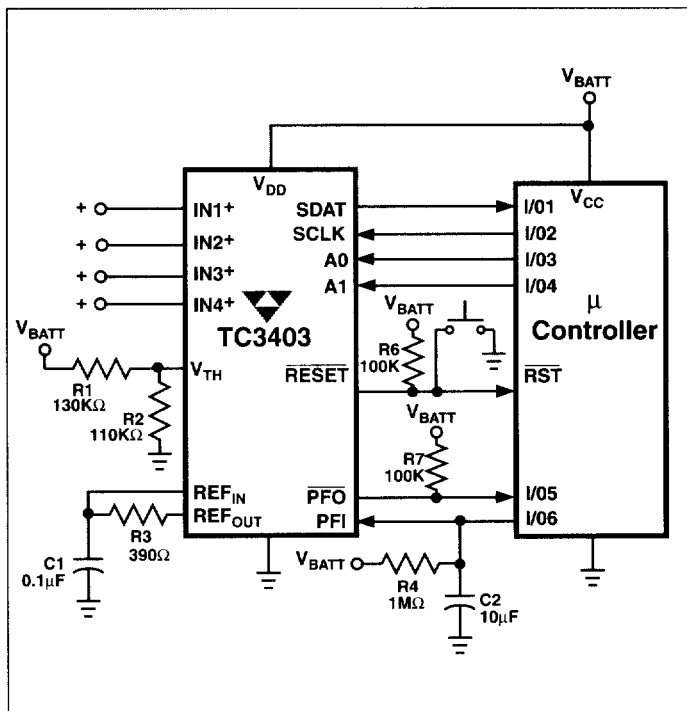 V_BATT
V_DD
V_CC
+ IN1+
+ IN2+
+ IN3+
+ IN4+
SDAT
SCLK
A0
A1
I/01
I/02
I/03
I/04
TC3403
μ
Controller
V_BATT
R1
130KΩ
V_TH
R2
110KΩ
RESET
V_BATT
R6
100K
RST
V_BATT
R7
100K
REF_IN
REF_OUT
R3
390Ω
C1
0.1μF
PFO
PFI
I/05
I/06
V_BATT
R4
1MΩ
C2
10μF